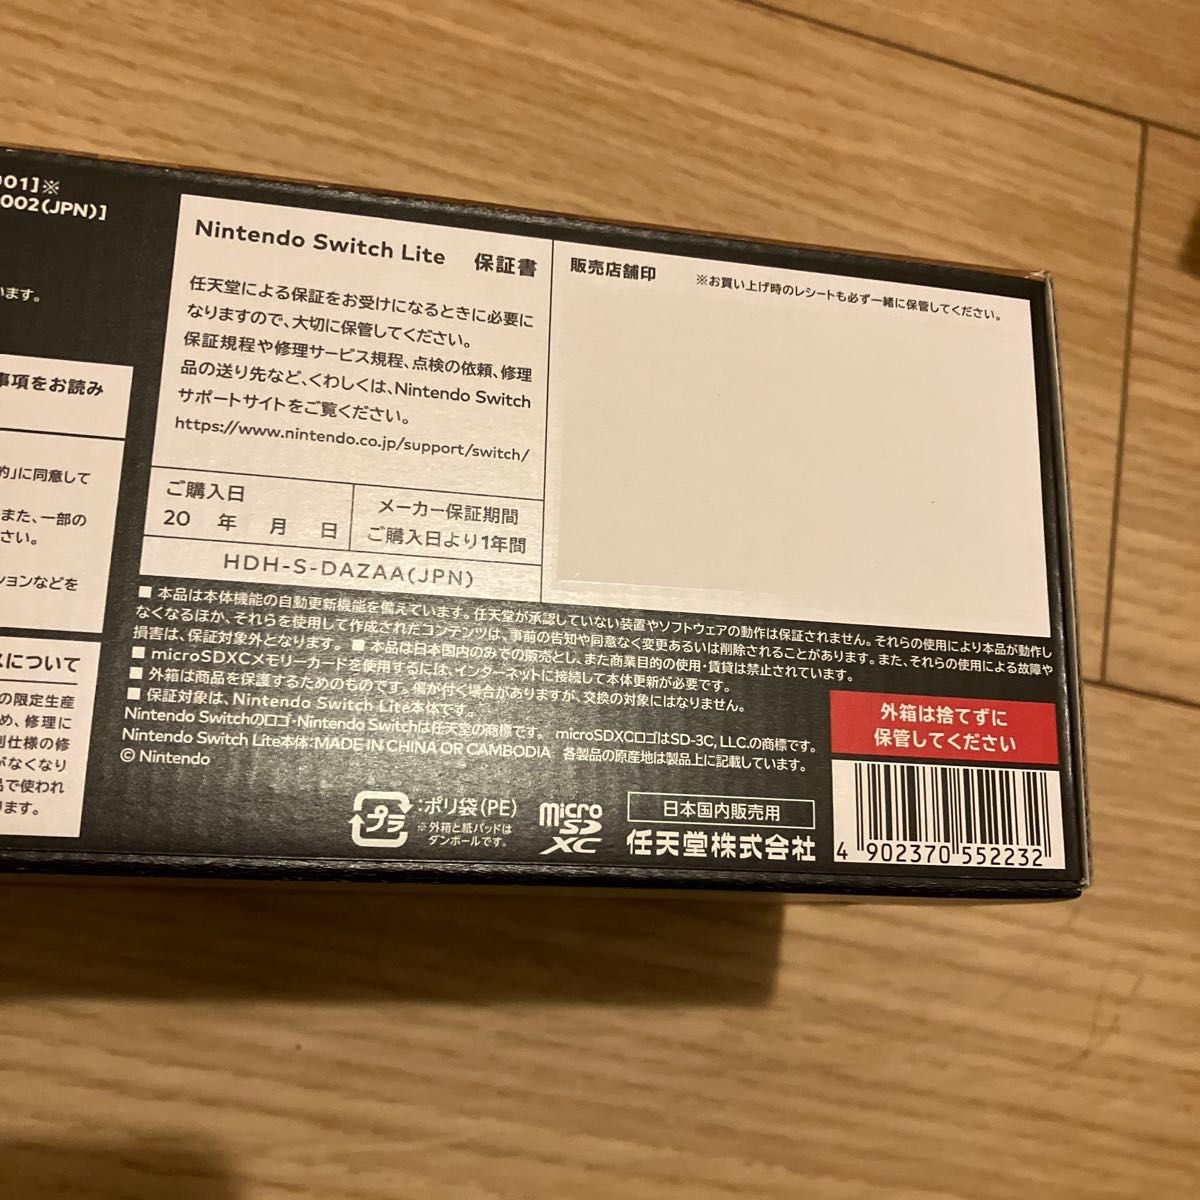 001]※
002(JPN)]
います。
事項をお読み
的」に同意して
また、一部の
さい。
ションなどを
スについて
の限定生産
め、修理に
別仕様の修
がなくなり
品で使われ
ります。
Nintendo Switch Lite 保証書
任天堂による保証をお受けになるときに必要に
なりますので、大切に保管してください。
保証規程や修理サービス規程、点検の依頼、修理
品の送り先など、くわしくは、Nintendo Switch
サポートサイトをご覧ください。
https://www.nintendo.co.jp/support/switch/
ご購入日
20 年 月 日
メーカー保証期間
ご購入日より1年間
HDH-S-DAZAA(JPN)
販売店舗印 ※お買い上げ時のレシートも必ず一緒に保管してください。
■ 本品は本体機能の自動更新機能を備えています。任天堂が承認していない装置やソフトウェアの動作は保証されません。それらの使用により本品が動作し
なくなるほか、それらを使用して作成されたコンテンツは、事前の告知や同意なく変更あるいは削除されることがあります。また、それらの使用による故障や
損害は、保証対象外となります。 ■ 本品は日本国内のみでの販売とし、また商業目的の使用・賃貸は禁止されています。
■ microSDXCメモリーカードを使用するには、インターネットに接続して本体更新が必要です。
■ 外箱は商品を保護するためのものです。傷が付く場合がありますが、交換の対象にはなりません。
■ 保証対象は、Nintendo Switch Lite本体です。
Nintendo Switchのロゴ・Nintendo Switchは任天堂の商標です。 microSDXCロゴはSD-3C, LLC.の商標です。
Nintendo Switch Lite本体:MADE IN CHINA OR CAMBODIA 各製品の原産地は製品上に記載しています。
© Nintendo
プラ
:ポリ袋(PE)
※外箱と紙パッドは
ダンボールです。
micro
SD
XC
日本国内販売用
任天堂株式会社
外箱は捨てずに
保管してください
4 902370 552232